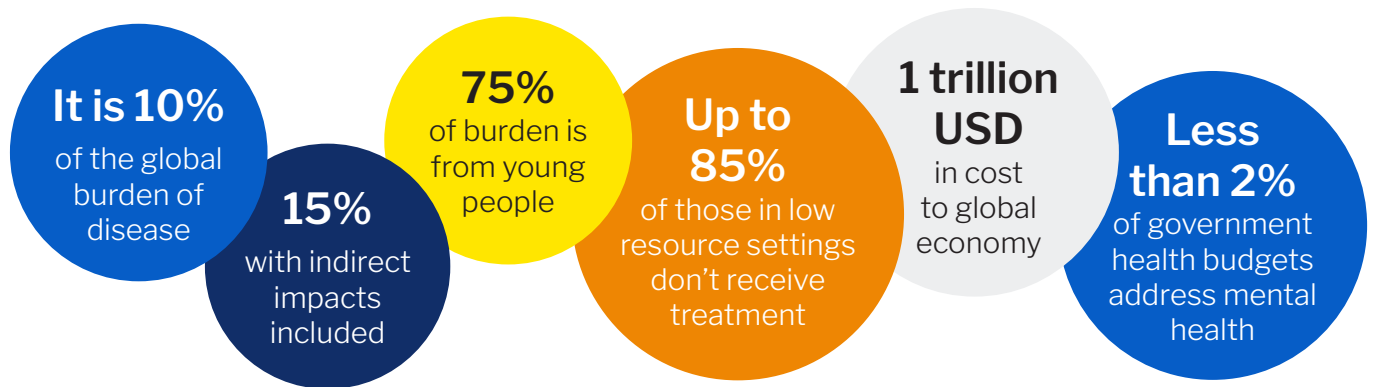 It is 10%
of the global
burden of
disease
15%
with indirect
impacts
included
75%
of burden is
from young
people
Up to
85%
of those in low
resource settings
don’t receive
treatment
1 trillion
USD
in cost
to global
economy
Less
than 2%
of government
health budgets
address mental
health